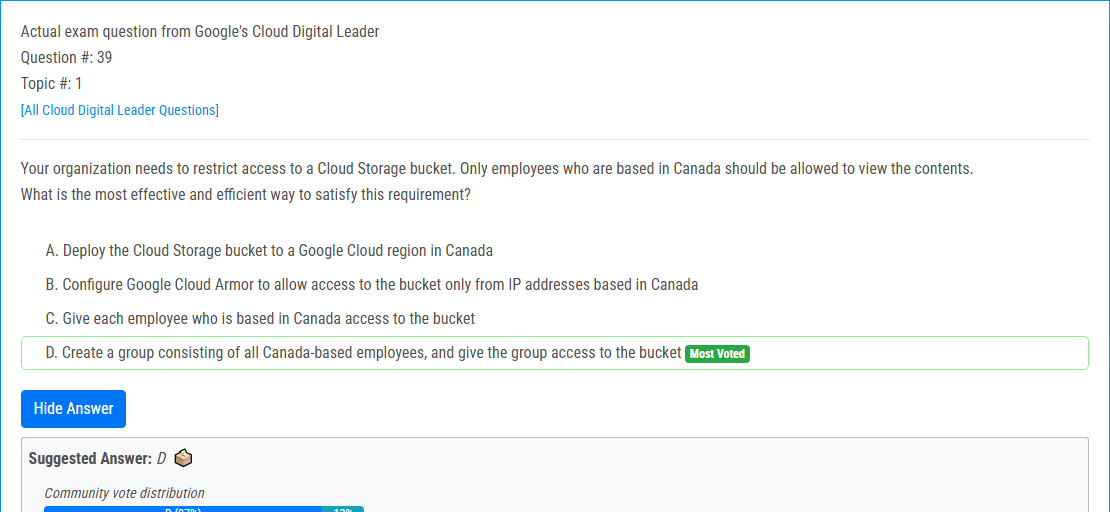 Actual exam question from Google's Cloud Digital Leader
Question #: 39
Topic #: 1
[All Cloud Digital Leader Questions]
Your organization needs to restrict access to a Cloud Storage bucket. Only employees who are based in Canada should be allowed to view the contents.
What is the most effective and efficient way to satisfy this requirement?
A. Deploy the Cloud Storage bucket to a Google Cloud region in Canada
B. Configure Google Cloud Armor to allow access to the bucket only from IP addresses based in Canada
C. Give each employee who is based in Canada access to the bucket
D. Create a group consisting of all Canada-based employees, and give the group access to the bucket Most Voted
Hide Answer
Suggested Answer: D
Community vote distribution